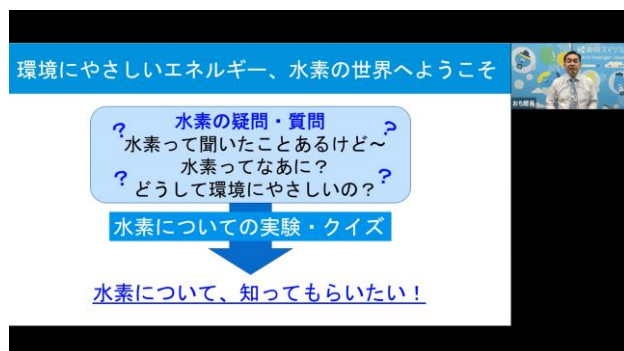 環境にやさしいエネルギー、水素の世界へようこそ
水素の疑問・質問
?
?
水素って聞いたことあるけど〜
水素ってなあに？
?
?
どうして環境にやさしいの？
水素についての実験・クイズ
水素について、知ってもらいたい！